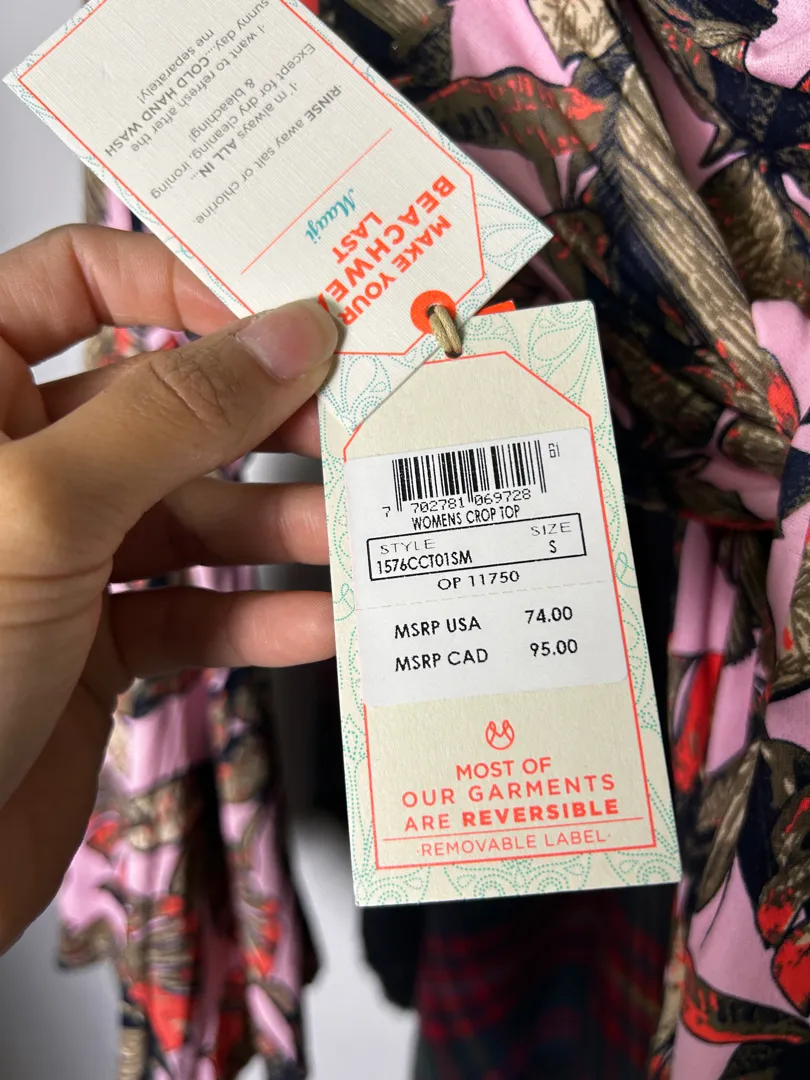 MAKE YOUR
BEACHWE
LAST
Maaji
·RINSE away salt or chlorine.
·I'm always ALL IN...
Except for dry cleaning, ironing
& bleaching!
·I want to refresh after the
sunny day...COLD HAND WASH
me separately!
61
7 702781 069728
WOMENS CROP TOP
STYLE SIZE
1576CCT01SM S
OP 11750
MSRP USA 74.00
MSRP CAD 95.00
MOST OF
OUR GARMENTS
ARE REVERSIBLE
·REMOVABLE LABEL·